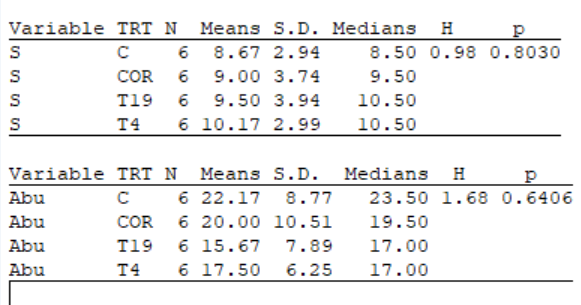 Variable TRT N Means S.D. Medians H p
S C 6 8.67 2.94 8.50 0.98 0.8030
S COR 6 9.00 3.74 9.50
S T19 6 9.50 3.94 10.50
S T4 6 10.17 2.99 10.50
Variable TRT N Means S.D. Medians H p
Abu C 6 22.17 8.77 23.50 1.68 0.6406
Abu COR 6 20.00 10.51 19.50
Abu T19 6 15.67 7.89 17.00
Abu T4 6 17.50 6.25 17.00